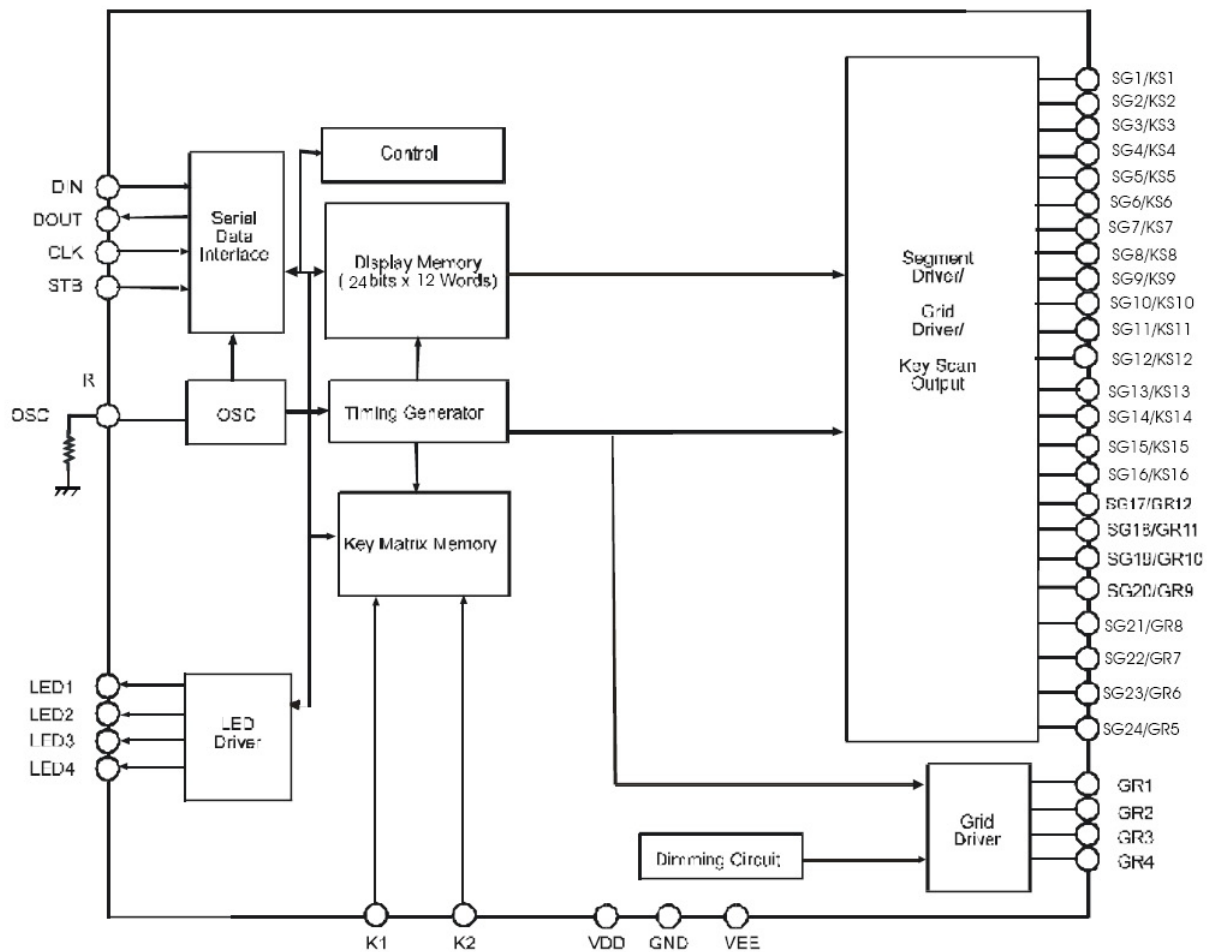 Control
DIN
DOUT
CLK
STB
Serial
Data
Interlace
Display Memory
( 24bits x 12 Words)
R
OSC
OSC
Timing Generator
Key Matrix Memory
LED1
LED2
LED3
LED4
LED
Driver
Segment
Driver/
Grid
Driver/
Key Scan
Output
SG1/KS1
SG2/KS2
SG3/KS3
SG4/KS4
SG5/KS5
SG6/KS6
SG7/KS7
SG8/KS8
SG9/KS9
SG10/KS10
SG11/KS11
SG12/KS12
SG13/KS13
SG14/KS14
SG15/KS15
SG16/KS16
SG17/GR12
SG18/GR11
SG19/GR10
SG20/GR9
SG21/GR8
SG22/GR7
SG23/GR6
SG24/GR5
Grid
Driver
GR1
GR2
GR3
GR4
Dimming Circuit
K1
K2
VDD
GND
VEE